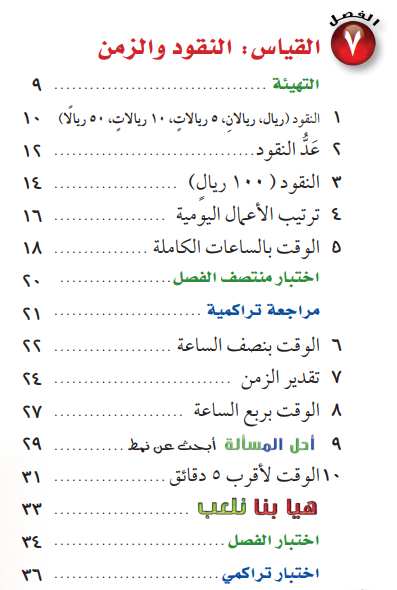 الفصل
٧
القياس: النقود والزمن
التهيئة ..................................... ٩
١ النقود (ريال، ريالانِ، ٥ ريالاتٍ، ١٠ ريالاتٍ، ٥٠ ريالًا) ١٠
٢ عَدُّ النقود................................... ١٢
٣ النقود (١٠٠ ريالٍ) ...................... ١٤
٤ ترتيب الأعمال اليومية .................... ١٦
٥ الوقت بالساعات الكاملة ................ ١٨
اختبار منتصف الفصل.................... ٢٠
مراجعة تراكمية .......................... ٢١
٦ الوقت بنصف الساعة .................... ٢٢
٧ تقدير الزمن ............................... ٢٤
٨ الوقت بربع الساعة ....................... ٢٧
٩ أحل المسألة أبحث عن نمط ............ ٢٩
١٠ الوقت لأقرب ٥ دقائق ................... ٣١
هيا بنا نلعب ........................ ٣٣
اختبار الفصل.............................. ٣٤
اختبار تراكمي............................. ٣٦